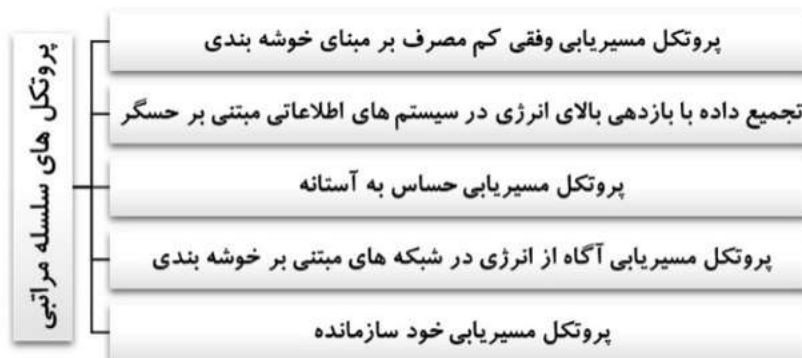 پروتکل های سلسله مراتبی
پروتکل مسیریابی وفقی کم مصرف بر مبنای خوشه بندی
تجمیع داده با بازدهی بالای انرژی در سیستم های اطلاعاتی مبتنی بر حسگر
پروتکل مسیریابی حساس به آستانه
پروتکل مسیریابی آگاه از انرژی در شبکه های مبتنی بر خوشه بندی
پروتکل مسیریابی خود سازمانده